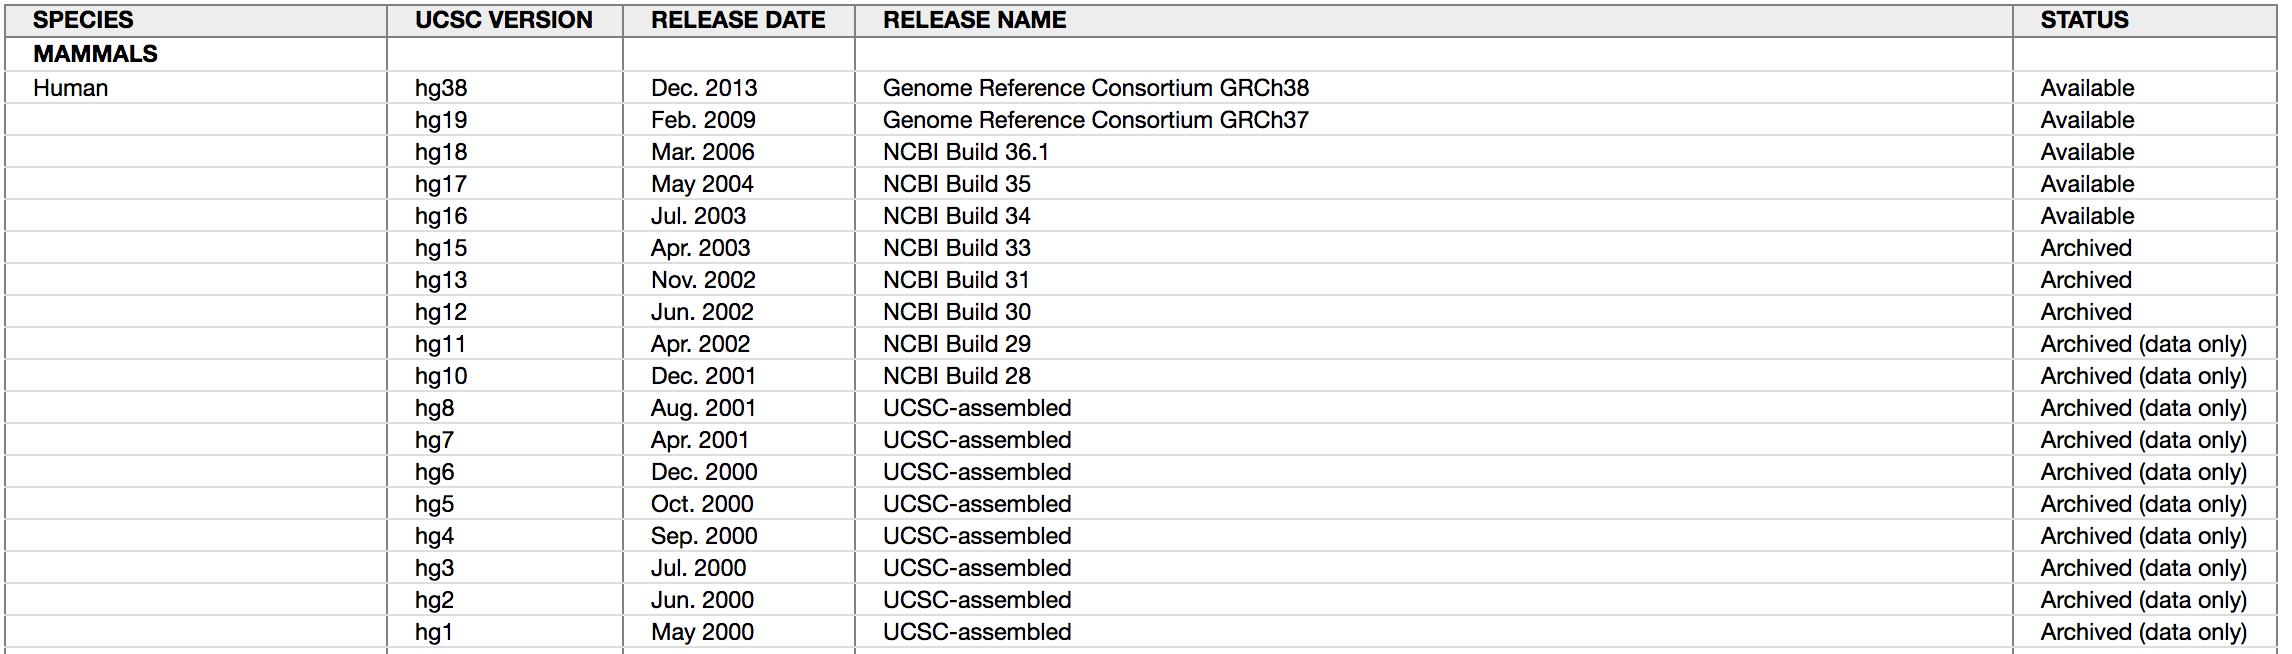 SPECIES UCSC VERSION RELEASE DATE RELEASE NAME STATUS
MAMMALS
Human hg38 Dec. 2013 Genome Reference Consortium GRCh38 Available
hg19 Feb. 2009 Genome Reference Consortium GRCh37 Available
hg18 Mar. 2006 NCBI Build 36.1 Available
hg17 May 2004 NCBI Build 35 Available
hg16 Jul. 2003 NCBI Build 34 Available
hg15 Apr. 2003 NCBI Build 33 Archived
hg13 Nov. 2002 NCBI Build 31 Archived
hg12 Jun. 2002 NCBI Build 30 Archived
hg11 Apr. 2002 NCBI Build 29 Archived (data only)
hg10 Dec. 2001 NCBI Build 28 Archived (data only)
hg8 Aug. 2001 UCSC-assembled Archived (data only)
hg7 Apr. 2001 UCSC-assembled Archived (data only)
hg6 Dec. 2000 UCSC-assembled Archived (data only)
hg5 Oct. 2000 UCSC-assembled Archived (data only)
hg4 Sep. 2000 UCSC-assembled Archived (data only)
hg3 Jul. 2000 UCSC-assembled Archived (data only)
hg2 Jun. 2000 UCSC-assembled Archived (data only)
hg1 May 2000 UCSC-assembled Archived (data only)